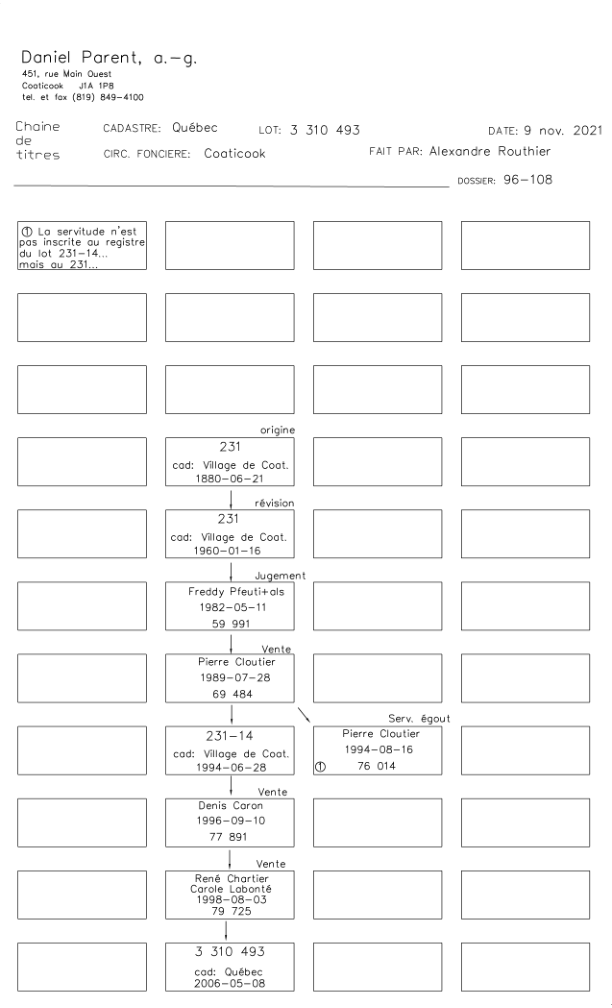 Daniel Parent, a.-g.
451, rue Main Ouest
Coaticook J1A 1P8
tel. et fax (819) 849-4100
Chaine de titres
CADASTRE: Québec LOT: 3 310 493 DATE: 9 nov. 2021
CIRC. FONCIERE: Coaticook FAIT PAR: Alexandre Routhier
DOSSIER: 96-108
① La servitude n'est
pas inscrite au registre
du lot 231-14...
mais au 231...
origine
231
cad: Village de Coat.
1880-06-21
révision
231
cad: Village de Coat.
1960-01-16
Jugement
Freddy Pfeuti+als
1982-05-11
59 991
Vente
Pierre Cloutier
1989-07-28
69 484
231-14
cad: Village de Coat.
1994-06-28
Serv. égout
Pierre Cloutier
1994-08-16
① 76 014
Vente
Denis Caron
1996-09-10
77 891
Vente
René Chartier
Carole Labonté
1998-08-03
79 725
3 310 493
cad: Québec
2006-05-08